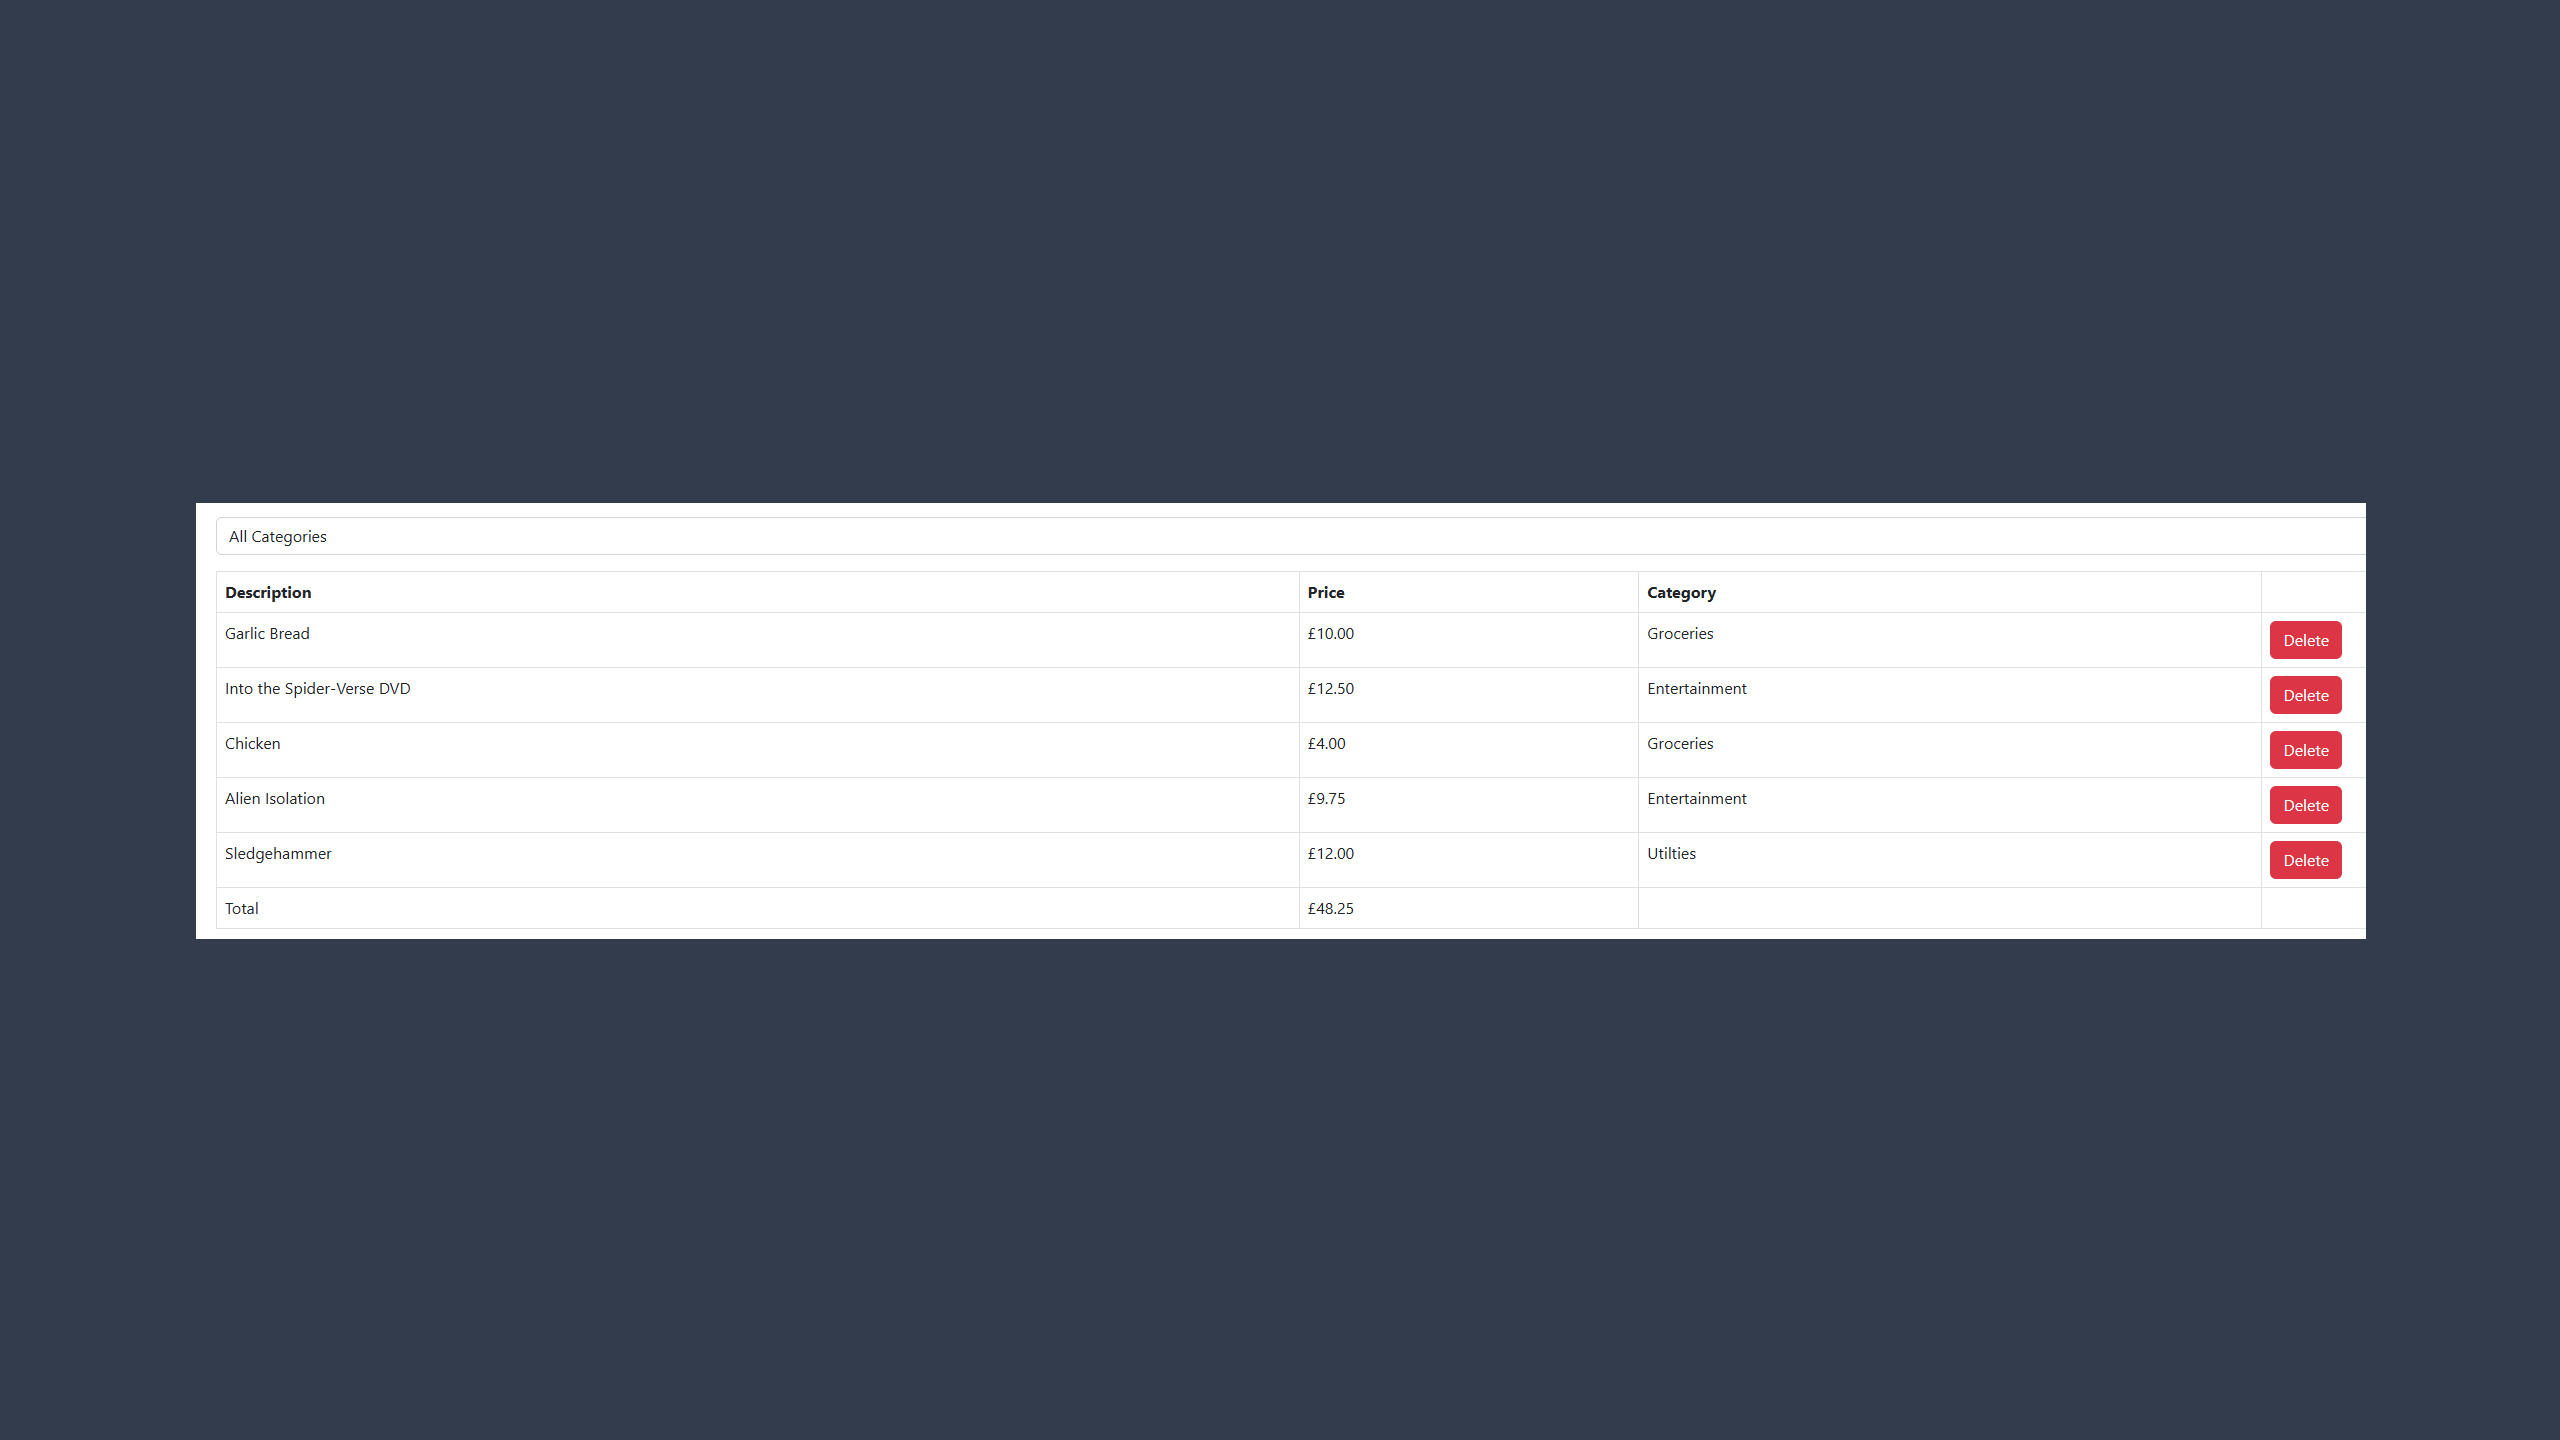 All Categories
Description Price Category
Garlic Bread £10.00 Groceries Delete
Into the Spider-Verse DVD £12.50 Entertainment Delete
Chicken £4.00 Groceries Delete
Alien Isolation £9.75 Entertainment Delete
Sledgehammer £12.00 Utilties Delete
Total £48.25